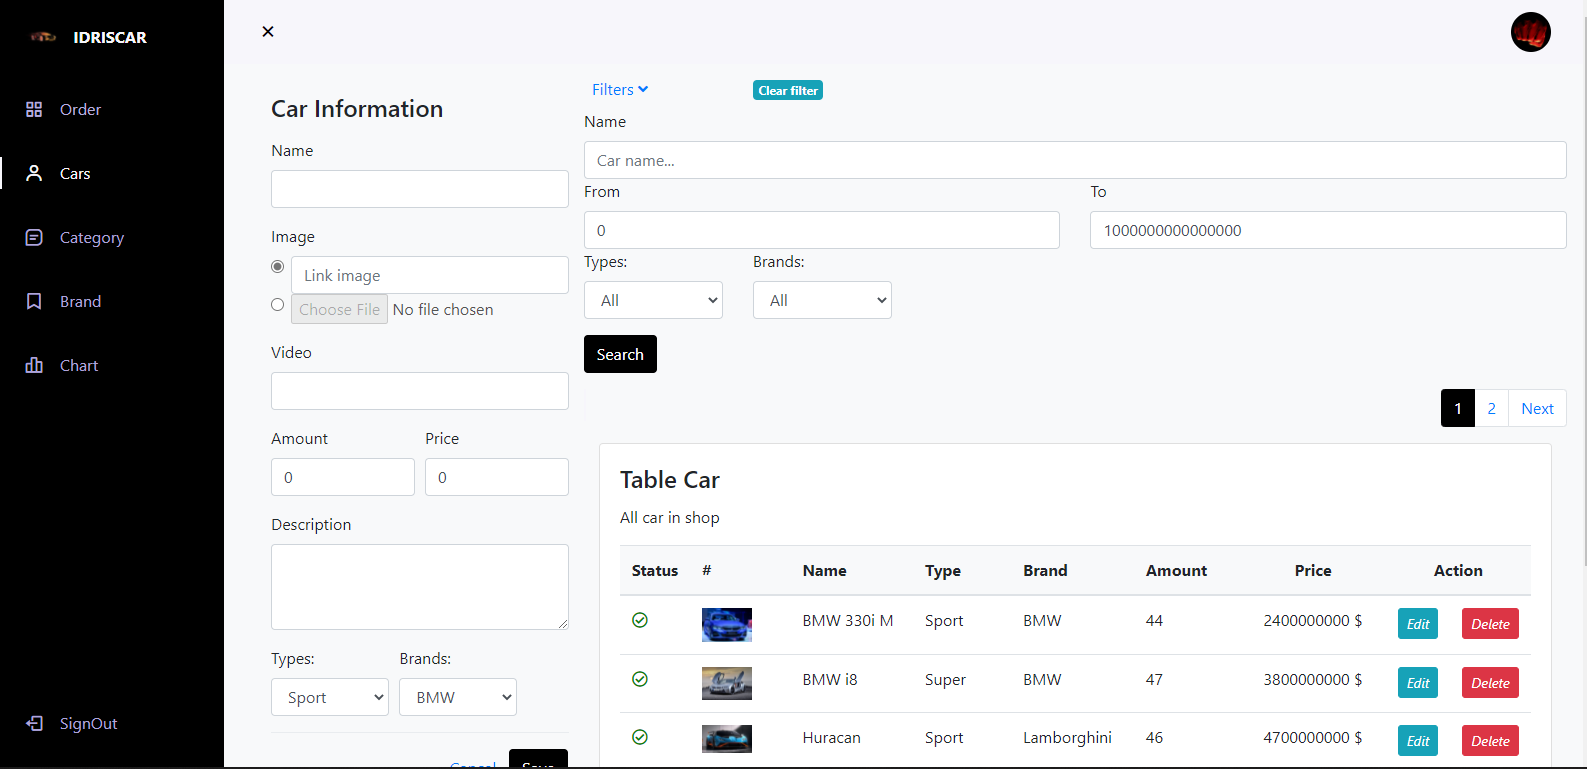 IDRISCAR
Order
Cars
Category
Brand
Chart
SignOut
Car Information
Name
Image
Link image
Choose File No file chosen
Video
Amount Price
0 0
Description
Types: Brands:
Sport BMW
Cancel Save
Filters Clear filter
Name
Car name...
From To
0 1000000000000000
Types: Brands:
All All
Search
1 2 Next
Table Car
All car in shop
Status # Name Type Brand Amount Price Action
BMW 330i M Sport BMW 44 2400000000 $ Edit Delete
BMW i8 Super BMW 47 3800000000 $ Edit Delete
Huracan Sport Lamborghini 46 4700000000 $ Edit Delete